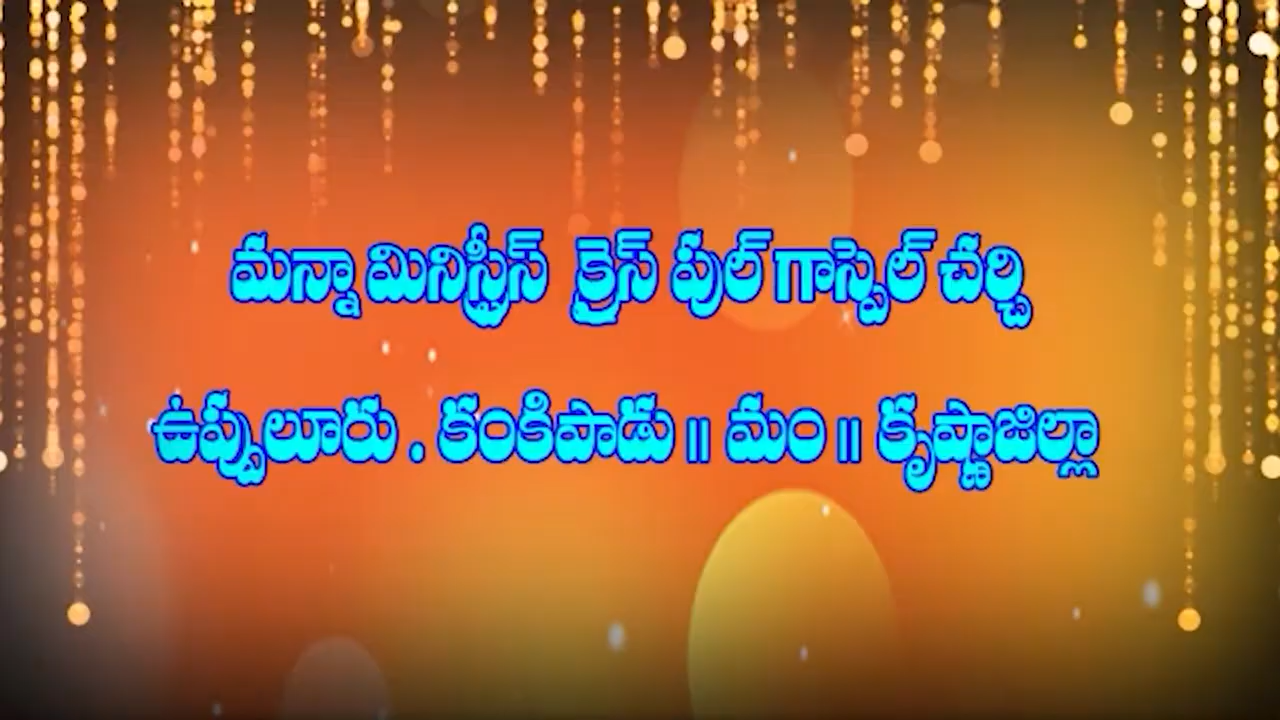 మన్నా మినిస్ట్రీస్ క్రైస్ ఫుల్ గాస్పెల్ చర్చి
ఉప్పులూరు . కంకిపాడు || మం || కృష్ణాజిల్లా